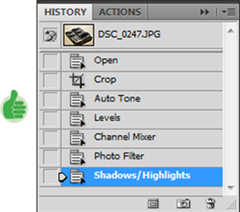 HISTORY ACTIONS
DSC_0247.JPG
Open
Crop
Auto Tone
Levels
Channel Mixer
Photo Filter
Shadows/Highlights